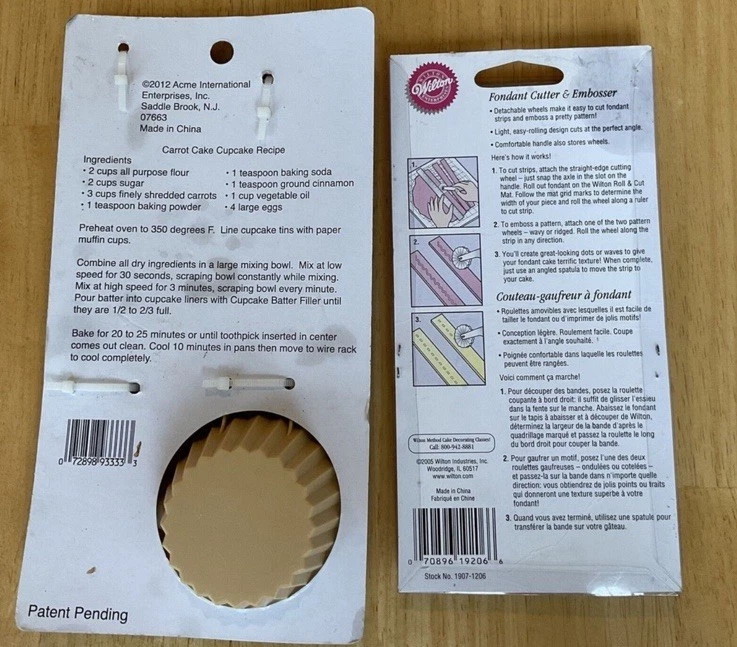 ©2012 Acme International
Enterprises, Inc.
Saddle Brook, N.J.
07663
Made in China
Carrot Cake Cupcake Recipe
Ingredients
• 2 cups all purpose flour
• 2 cups sugar
• 3 cups finely shredded carrots
• 1 teaspoon baking powder
• 1 teaspoon baking soda
• 1 teaspoon ground cinnamon
• 1 cup vegetable oil
• 4 large eggs
Preheat oven to 350 degrees F. Line cupcake tins with paper
muffin cups.
Combine all dry ingredients in a large mixing bowl. Mix at low
speed for 30 seconds, scraping bowl constantly while mixing.
Mix at high speed for 3 minutes, scraping bowl every minute.
Pour batter into cupcake liners with Cupcake Batter Filler until
they are 1/2 to 2/3 full.
Bake for 20 to 25 minutes or until toothpick inserted in center
comes out clean. Cool 10 minutes in pans then move to wire rack
to cool completely.
0 72898 93333 3
Patent Pending
WILTON
Wilton
ENTERPRISES
Fondant Cutter & Embosser
• Detachable wheels make it easy to cut fondant
strips and emboss a pretty pattern!
• Light, easy-rolling design cuts at the perfect angle.
• Comfortable handle also stores wheels.
Here's how it works!
1. To cut strips, attach the straight-edge cutting
wheel – just snap the axle in the slot on the
handle. Roll out fondant on the Wilton Roll & Cut
Mat. Follow the mat grid marks to determine the
width of your piece and roll the wheel along a ruler
to cut strip.
2. To emboss a pattern, attach one of the two pattern
wheels – wavy or ridged. Roll the wheel along the
strip in any direction.
3. You'll create great-looking dots or waves to give
your fondant cake terrific texture! When complete,
just use an angled spatula to move the strip to
your cake.
1.
2.
3.
Couteau-gaufreur à fondant
• Roulettes amovibles avec lesquelles il est facile de
tailler le fondant ou d'imprimer de jolis motifs!
• Conception légère. Roulement facile. Coupe
exactement à l'angle souhaité.
• Poignée confortable dans laquelle les roulettes
peuvent être rangées.
Voici comment ça marche!
1. Pour découper des bandes, posez la roulette
coupante à bord droit: il suffit de glisser l'essieu
dans la fente sur le manche. Abaissez le fondant
sur le tapis à abaisser et à découper de Wilton,
déterminez la largeur de la bande d'après le
quadrillage marqué et passez la roulette le long
du bord droit pour couper la bande.
2. Pour gaufrer un motif, posez l'une des deux
roulettes gaufreuses – ondulées ou cotelées –
et passez-la sur la bande dans n'importe quelle
direction: vous obtiendrez de jolis points ou traits
qui donneront une texture superbe à votre
fondant!
3. Quand vous avez terminé, utilisez une spatule pour
transférer la bande sur votre gâteau.
Wilton Method Cake Decorating Classes!
Call: 800-942-8881
©2005 Wilton Industries, Inc.
Woodridge, IL 60517
www.wilton.com
Made in China
Fabriqué en Chine
0 70896 19206 6
Stock No. 1907-1206